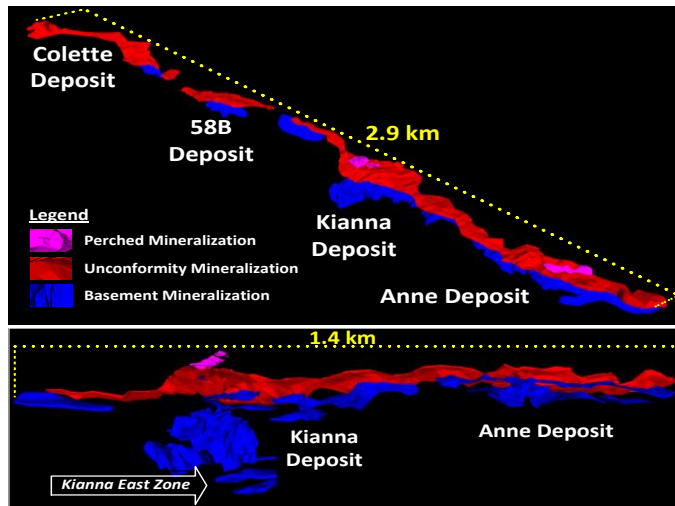 Colette
Deposit
58B
Deposit
2.9 km
Kianna
Deposit
Anne Deposit
Legend
Perched Mineralization
Unconformity Mineralization
Basement Mineralization
1.4 km
Kianna
Deposit
Anne Deposit
Kianna East Zone